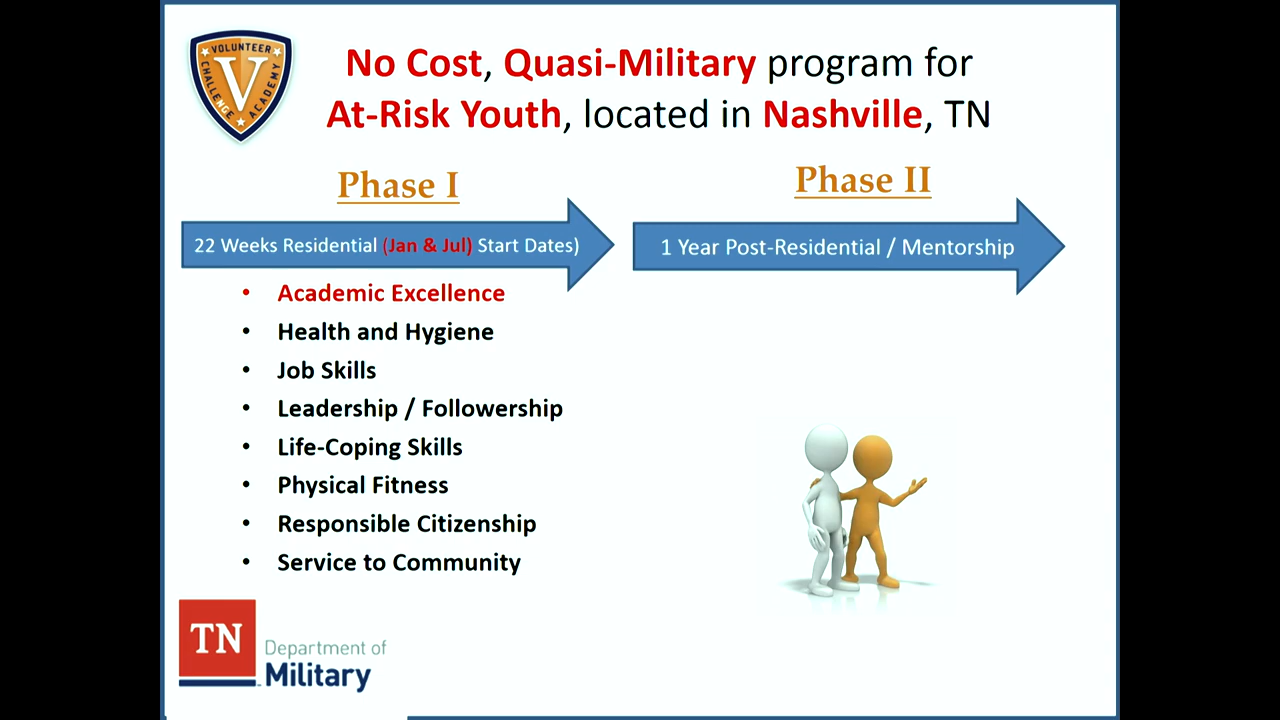 VOLUNTEER
CHALLENGE
ACADEMY
V
No Cost, Quasi-Military program for
At-Risk Youth, located in Nashville, TN
Phase I
22 Weeks Residential (Jan & Jul) Start Dates)
• Academic Excellence
• Health and Hygiene
• Job Skills
• Leadership / Followership
• Life-Coping Skills
• Physical Fitness
• Responsible Citizenship
• Service to Community
Phase II
1 Year Post-Residential / Mentorship
TN
Department of
Military